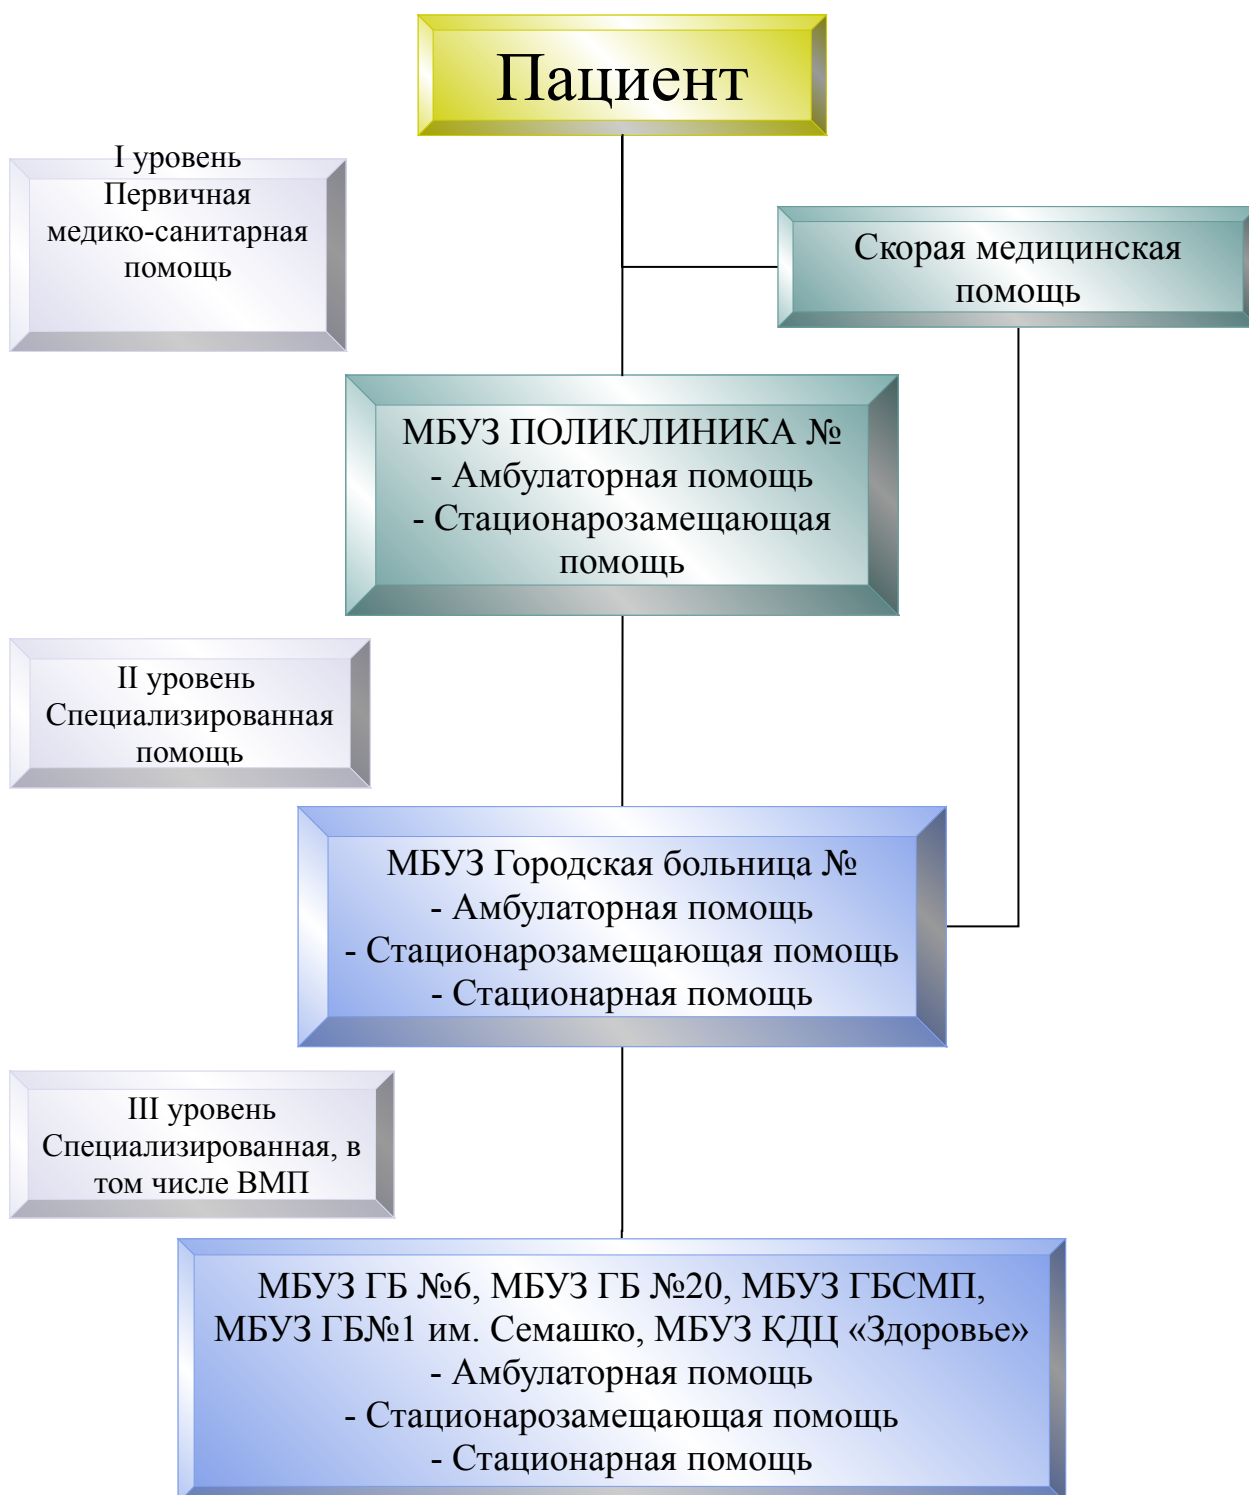 Пациент
I уровень
Первичная
медико-санитарная
помощь
Скорая медицинская
помощь
МБУЗ ПОЛИКЛИНИКА №
- Амбулаторная помощь
- Стационарозамещающая
помощь
II уровень
Специализированная
помощь
МБУЗ Городская больница №
- Амбулаторная помощь
- Стационарозамещающая помощь
- Стационарная помощь
III уровень
Специализированная, в
том числе ВМП
МБУЗ ГБ №6, МБУЗ ГБ №20, МБУЗ ГБСМП,
МБУЗ ГБ№1 им. Семашко, МБУЗ КДЦ «Здоровье»
- Амбулаторная помощь
- Стационарозамещающая помощь
- Стационарная помощь